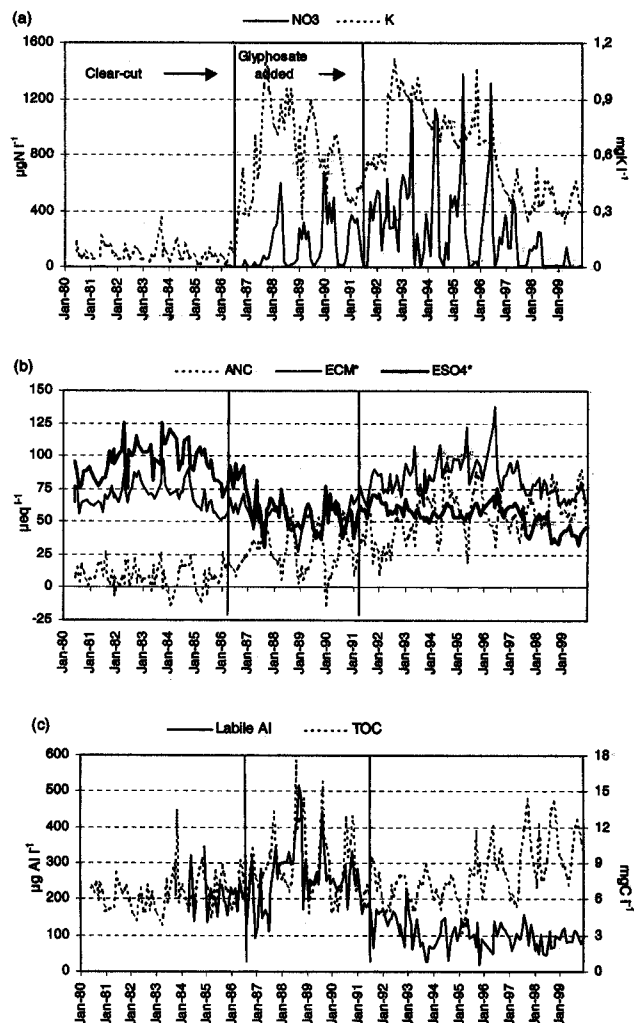 (a)
NO3 K
1600 1,2
Clear-cut Glyphosate added
1200 0,9
µgN l⁻¹ mgK l⁻¹
800 0,6
400 0,3
0 0
Jan-80 Jan-81 Jan-82 Jan-83 Jan-84 Jan-85 Jan-86 Jan-87 Jan-88 Jan-89 Jan-90 Jan-91 Jan-92 Jan-93 Jan-94 Jan-95 Jan-96 Jan-97 Jan-98 Jan-99
(b)
ANC ECM* ESO4*
150
125
100
75
µeq l⁻¹
50
25
0
-25
Jan-80 Jan-81 Jan-82 Jan-83 Jan-84 Jan-85 Jan-86 Jan-87 Jan-88 Jan-89 Jan-90 Jan-91 Jan-92 Jan-93 Jan-94 Jan-95 Jan-96 Jan-97 Jan-98 Jan-99
(c)
Labile Al TOC
600 18
500 15
400 12
µg Al l⁻¹ mgC l⁻¹
300 9
200 6
100 3
0 0
Jan-80 Jan-81 Jan-82 Jan-83 Jan-84 Jan-85 Jan-86 Jan-87 Jan-88 Jan-89 Jan-90 Jan-91 Jan-92 Jan-93 Jan-94 Jan-95 Jan-96 Jan-97 Jan-98 Jan-99